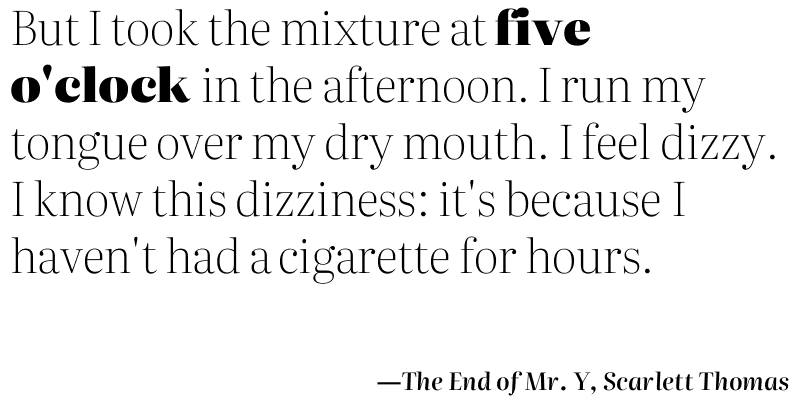 But I took the mixture at five
o'clock in the afternoon. I run my
tongue over my dry mouth. I feel dizzy.
I know this dizziness: it's because I
haven't had a cigarette for hours.
—The End of Mr. Y, Scarlett Thomas